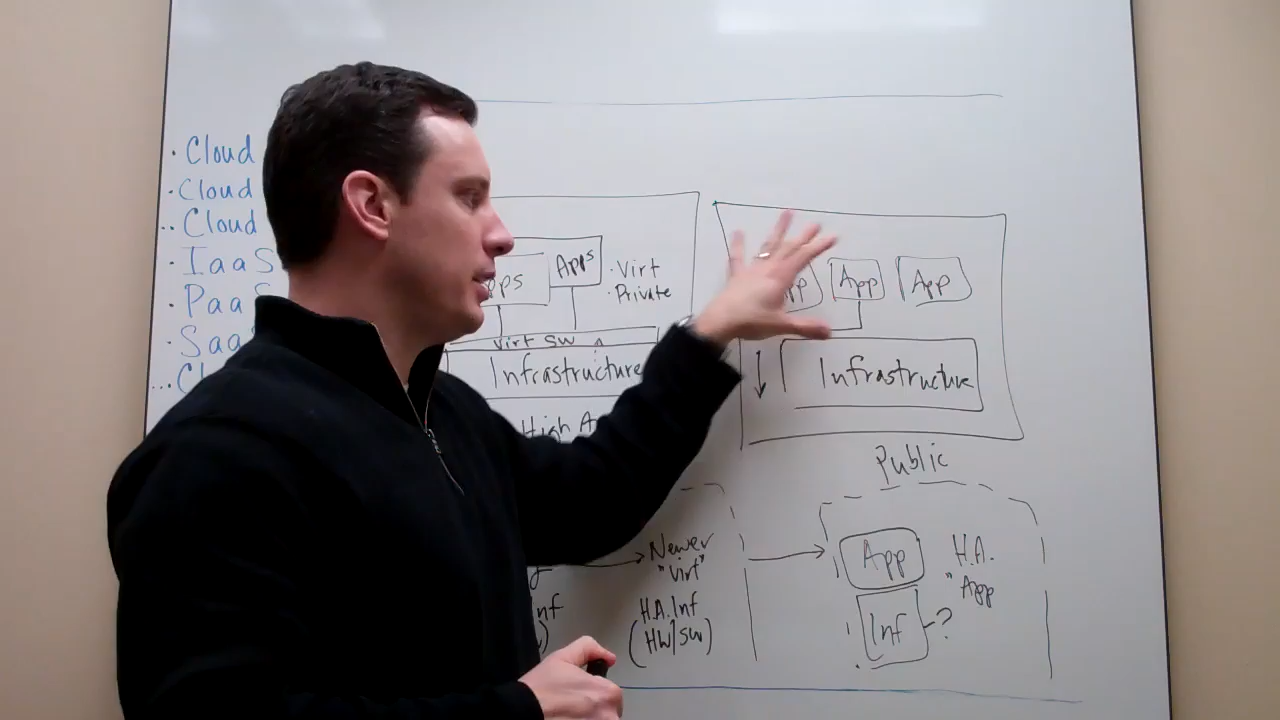 · Cloud
· Cloud
.. Cloud
· IaaS
· PaaS
· SaaS
Apps
· Virt
· Private
Virt SW
Infrastructure
High A
App
App
Infrastructure
Public
Newer
"Virt"
H.A. Inf
(HW/SW)
App
H.A.
"App
Inf
?